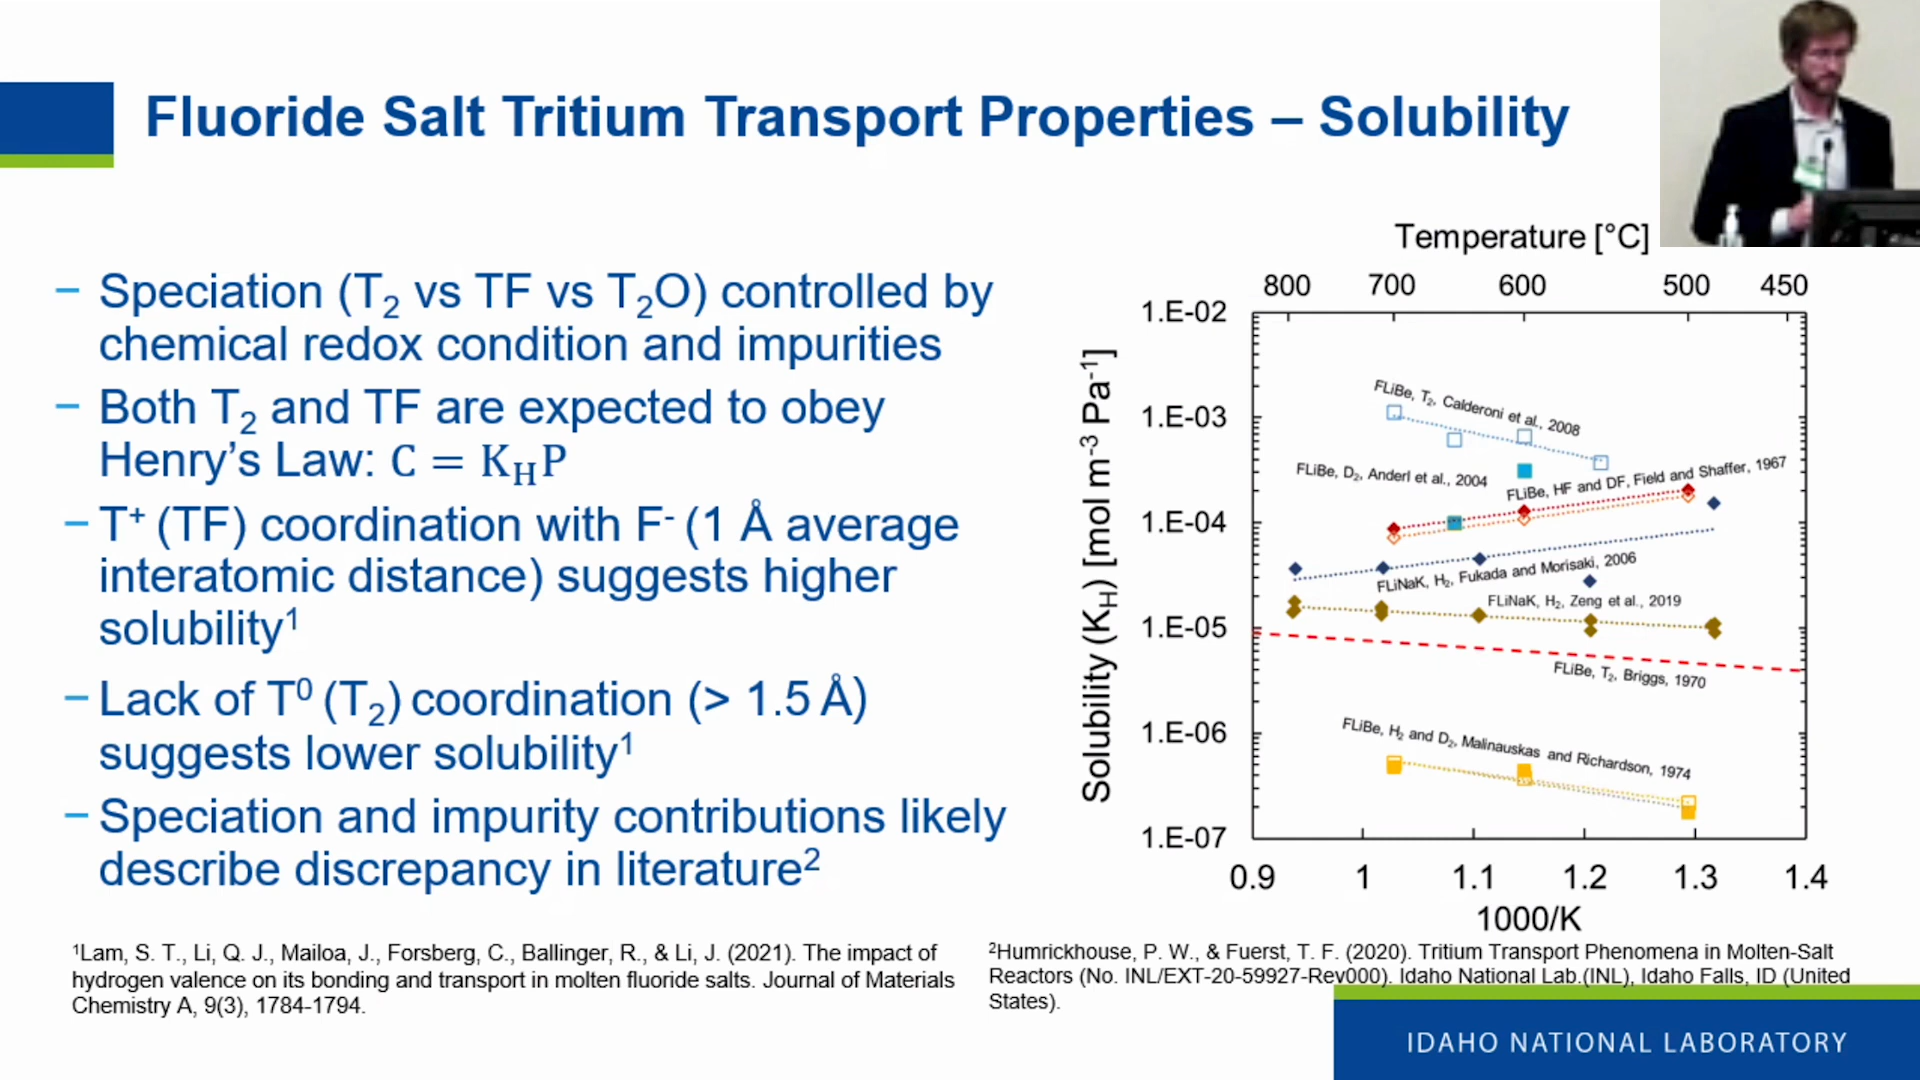 Fluoride Salt Tritium Transport Properties – Solubility
– Speciation (T2 vs TF vs T2O) controlled by
chemical redox condition and impurities
– Both T2 and TF are expected to obey
Henry's Law: C = KHP
– T+ (TF) coordination with F- (1 Å average
interatomic distance) suggests higher
solubility1
– Lack of T0 (T2) coordination (> 1.5 Å)
suggests lower solubility1
– Speciation and impurity contributions likely
describe discrepancy in literature2
Temperature [°C]
800 700 600 500 450
Solubility (KH) [mol m-3 Pa-1]
1.E-02
1.E-03
1.E-04
1.E-05
1.E-06
1.E-07
FLiBe, T2, Calderoni et al., 2008
FLiBe, D2, Anderl et al., 2004
FLiBe, HF and DF, Field and Shaffer, 1967
FLiNaK, H2, Fukada and Morisaki, 2006
FLiNaK, H2, Zeng et al., 2019
FLiBe, T2, Briggs, 1970
FLiBe, H2 and D2, Malinauskas and Richardson, 1974
0.9 1 1.1 1.2 1.3 1.4
1000/K
1Lam, S. T., Li, Q. J., Mailoa, J., Forsberg, C., Ballinger, R., & Li, J. (2021). The impact of
hydrogen valence on its bonding and transport in molten fluoride salts. Journal of Materials
Chemistry A, 9(3), 1784-1794.
2Humrickhouse, P. W., & Fuerst, T. F. (2020). Tritium Transport Phenomena in Molten-Salt
Reactors (No. INL/EXT-20-59927-Rev000). Idaho National Lab.(INL), Idaho Falls, ID (United
States).
IDAHO NATIONAL LABORATORY